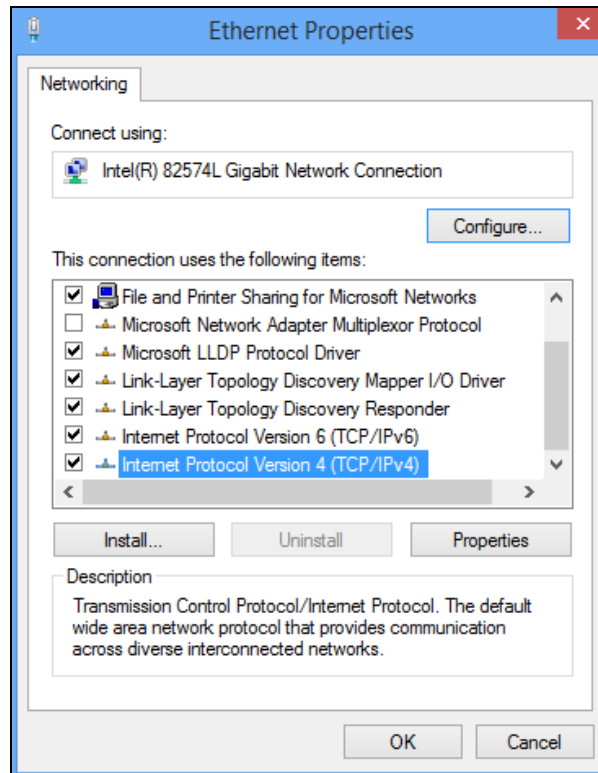 Ethernet Properties
Networking
Connect using:
Intel(R) 82574L Gigabit Network Connection
Configure...
This connection uses the following items:
File and Printer Sharing for Microsoft Networks
Microsoft Network Adapter Multiplexor Protocol
Microsoft LLDP Protocol Driver
Link-Layer Topology Discovery Mapper I/O Driver
Link-Layer Topology Discovery Responder
Internet Protocol Version 6 (TCP/IPv6)
Internet Protocol Version 4 (TCP/IPv4)
Install...
Uninstall
Properties
Description
Transmission Control Protocol/Internet Protocol. The default
wide area network protocol that provides communication
across diverse interconnected networks.
OK
Cancel